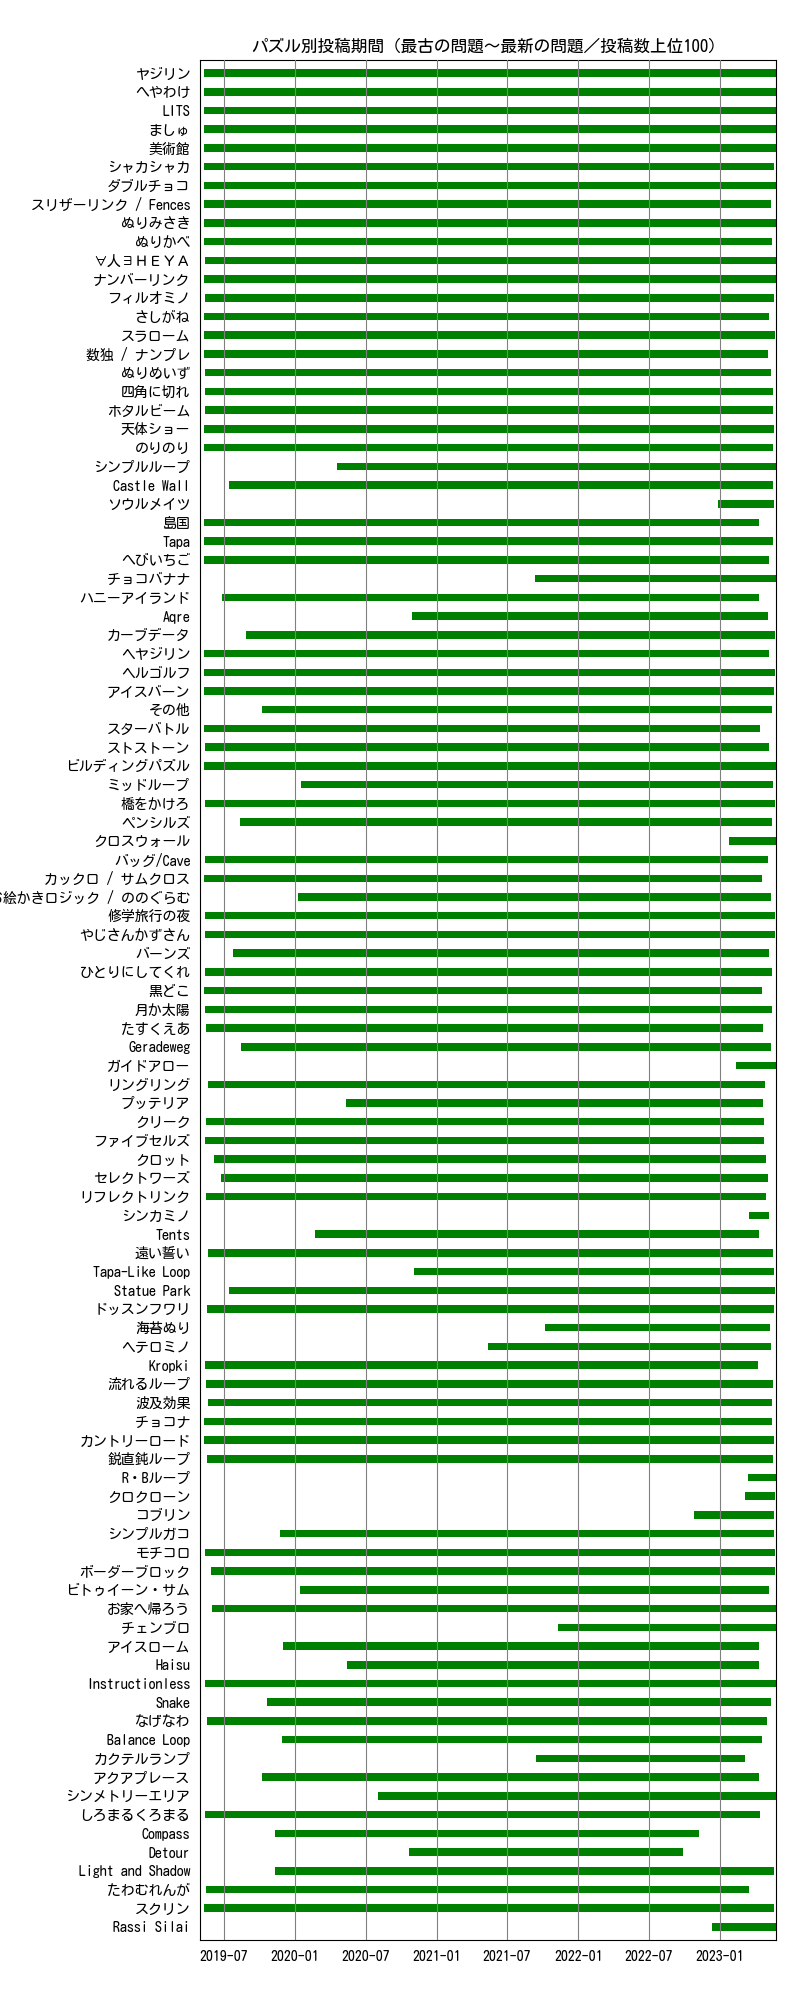 パズル別投稿期間（最古の問題～最新の問題／投稿数上位100）
ヤジリン
へやわけ
LITS
ましゅ
美術館
シャカシャカ
ダブルチョコ
スリザーリンク / Fences
ぬりみさき
ぬりかべ
∀人ヨＨＥＹＡ
ナンバーリンク
フィルオミノ
さしがね
スラローム
数独 / ナンプレ
ぬりめいず
四角に切れ
ホタルビーム
天体ショー
のりのり
シンプルループ
Castle Wall
ソウルメイツ
島国
Tapa
へびいちご
チョコバナナ
ハニーアイランド
Aqre
カーブデータ
ヘヤジリン
ヘルゴルフ
アイスバーン
その他
スターバトル
ストストーン
ビルディングパズル
ミッドループ
橋をかけろ
ペンシルズ
クロスウォール
バッグ/Cave
カックロ / サムクロス
絵かきロジック / ののぐらむ
修学旅行の夜
やじさんかずさん
バーンズ
ひとりにしてくれ
黒どこ
月か太陽
たすくえあ
Geradeweg
ガイドアロー
リングリング
プッテリア
クリーク
ファイブセルズ
クロット
セレクトワーズ
リフレクトリンク
シンカミノ
Tents
遠い誓い
Tapa-Like Loop
Statue Park
ドッスンフワリ
海苔ぬり
ヘテロミノ
Kropki
流れるループ
波及効果
チョコナ
カントリーロード
鋭直鈍ループ
R・Bループ
クロクローン
コブリン
シンプルガコ
モチコロ
ボーダーブロック
ビトゥイーン・サム
お家へ帰ろう
チェンブロ
アイスローム
Haisu
Instructionless
Snake
なげなわ
Balance Loop
カクテルランプ
アクアプレース
シンメトリーエリア
しろまるくろまる
Compass
Detour
Light and Shadow
たわむれんが
スクリン
Rassi Silai
2019-07 2020-01 2020-07 2021-01 2021-07 2022-01 2022-07 2023-01